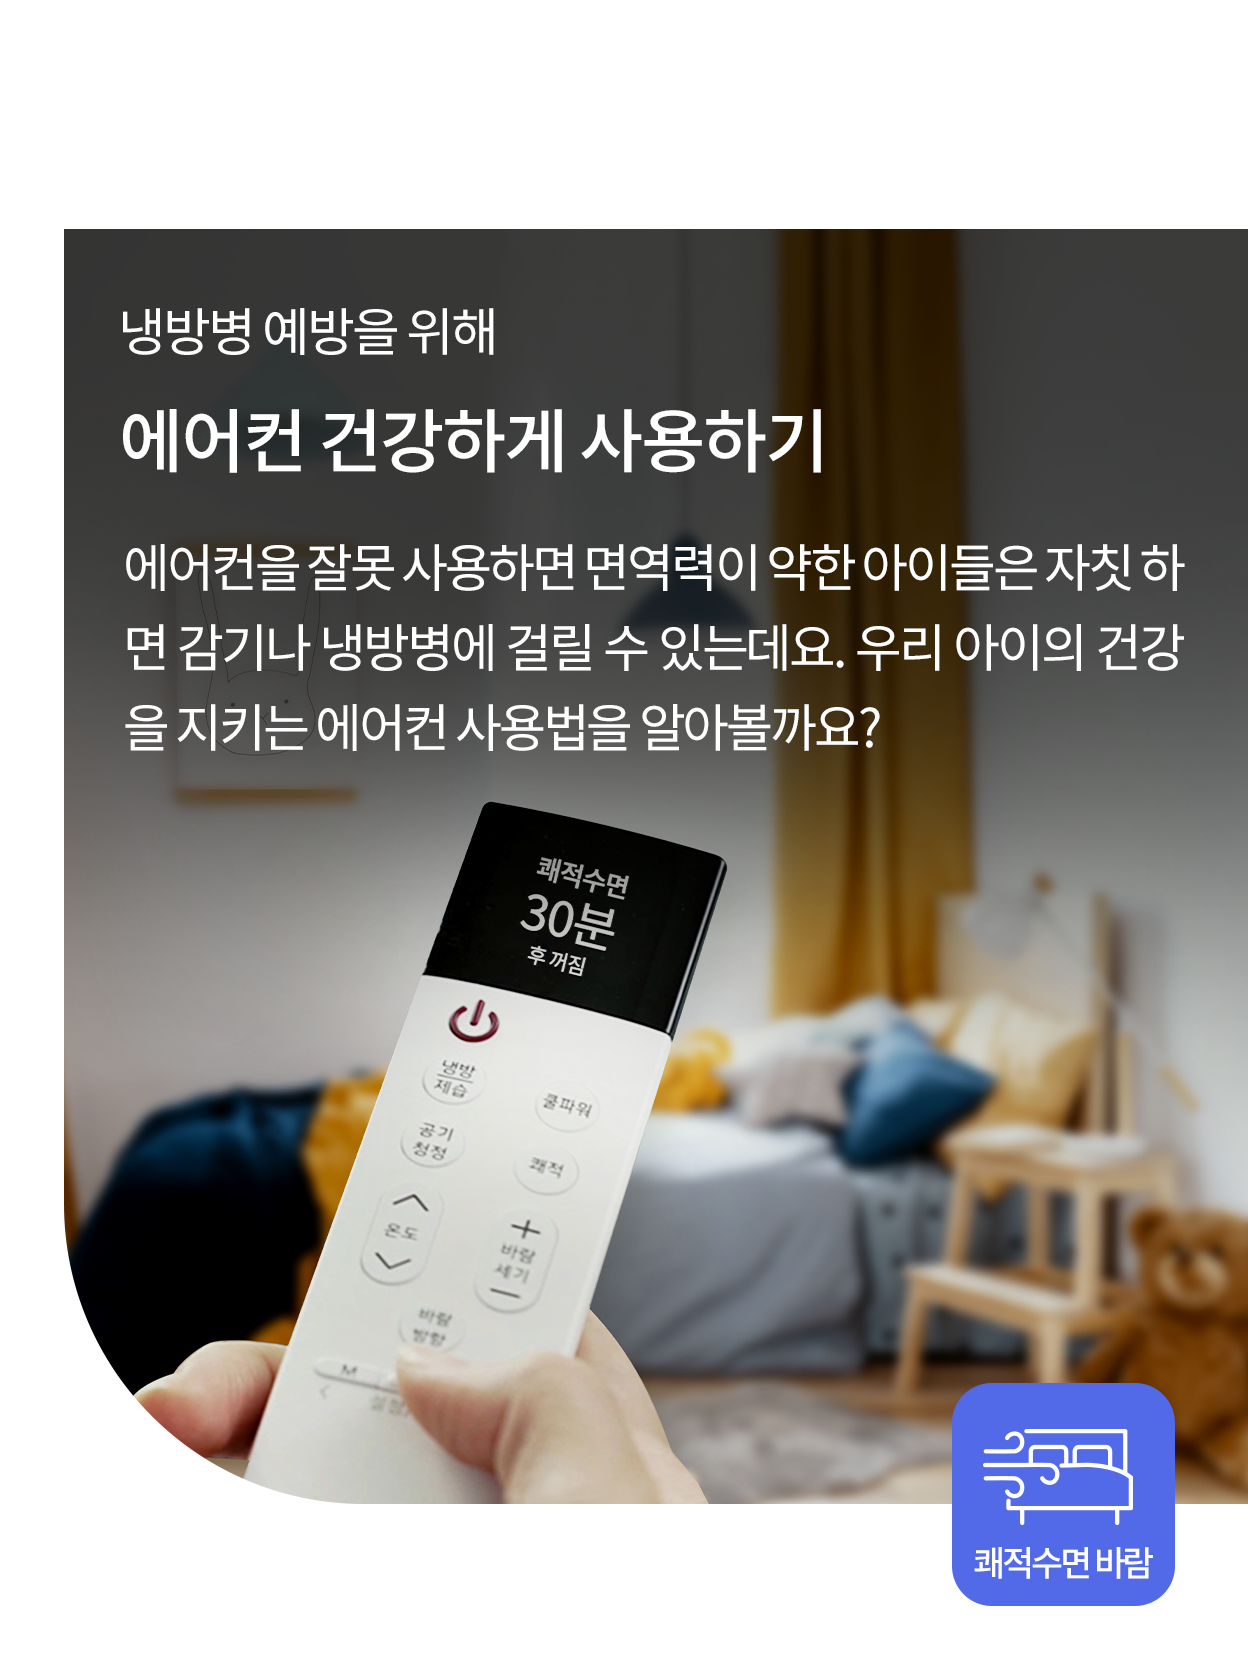 냉방병 예방을 위해
에어컨 건강하게 사용하기
에어컨을 잘못 사용하면 면역력이 약한 아이들은 자칫 하
면 감기나 냉방병에 걸릴 수 있는데요. 우리 아이의 건강
을 지키는 에어컨 사용법을 알아볼까요?
쾌적수면
30분
후 꺼짐
냉방
제습
쿨파워
공기
청정
쾌적
온도
바람
세기
바람
방향
M
쾌적수면 바람